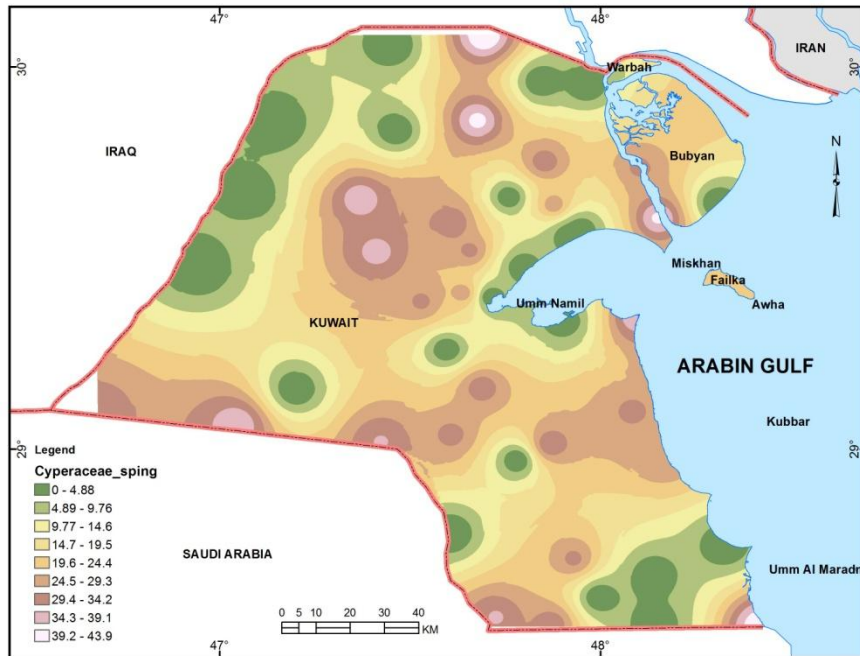 47°
48°
30°
30°
IRAN
Warbah
IRAQ
Bubyan
N
Miskhan
Failka
Awha
Umm Namil
KUWAIT
ARABIN GULF
Kubbar
29°
29°
Legend
Cyperaceae_sping
0 - 4.88
4.89 - 9.76
9.77 - 14.6
14.7 - 19.5
19.6 - 24.4
24.5 - 29.3
29.4 - 34.2
34.3 - 39.1
39.2 - 43.9
SAUDI ARABIA
Umm Al Maradm
0 5 10 20 30 40
KM
47°
48°